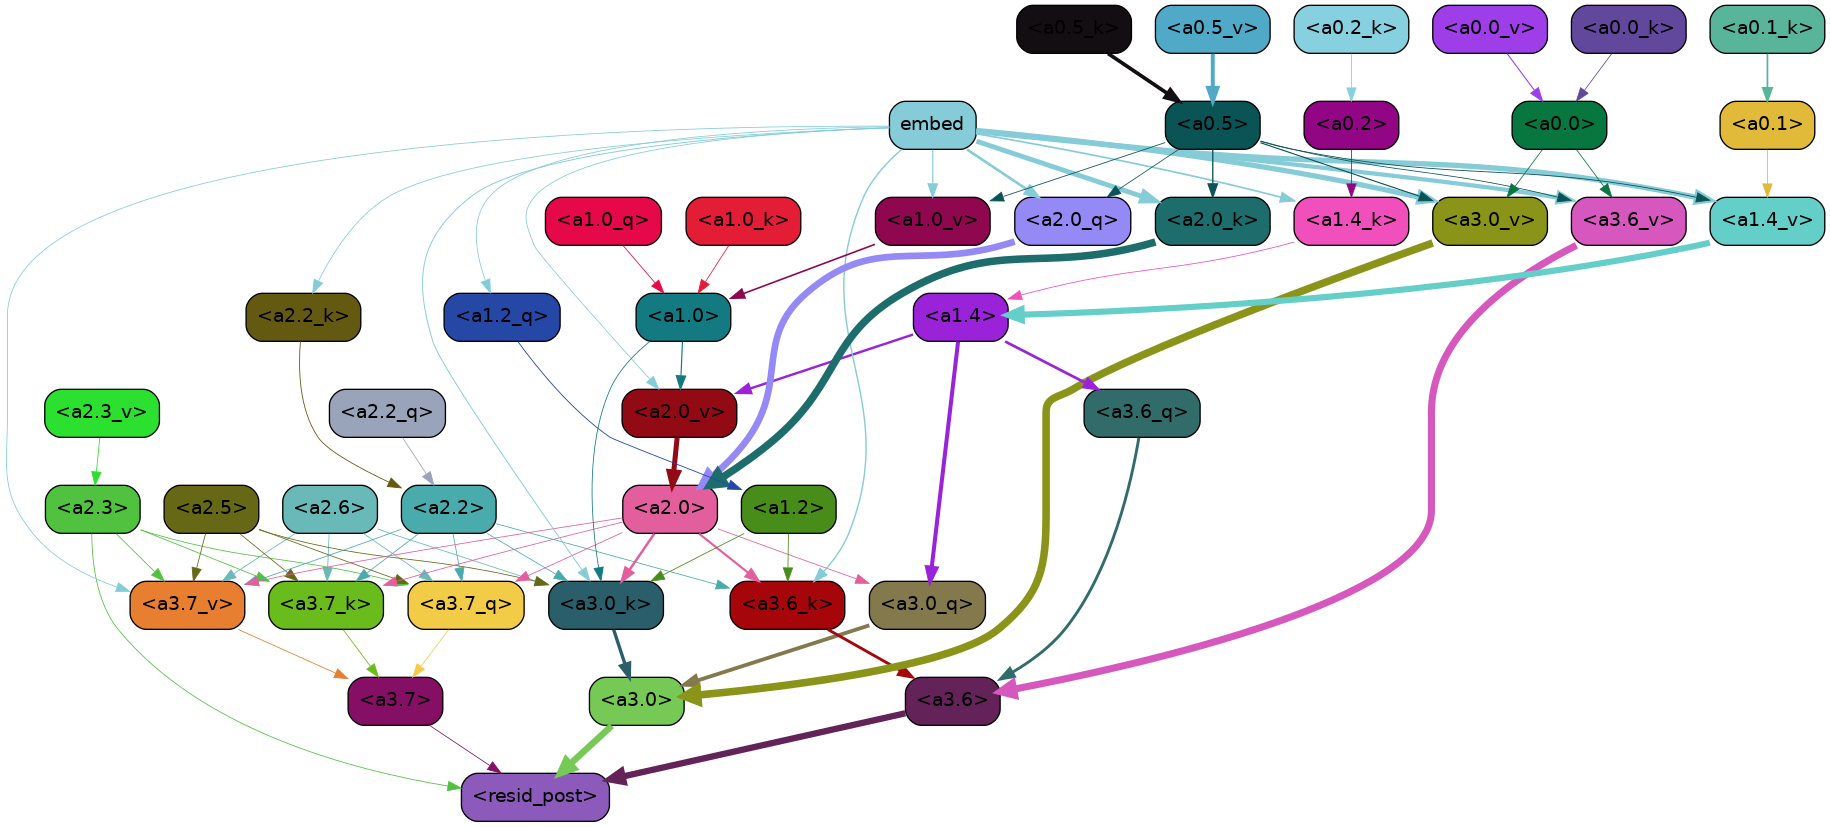 <a0.5_k> <a0.5_v> <a0.2_k> <a0.0_v> <a0.0_k> <a0.1_k>
embed <a0.5> <a0.2> <a0.0> <a0.1>
<a1.0_q> <a1.0_k> <a1.0_v> <a2.0_q> <a2.0_k> <a1.4_k> <a3.0_v> <a3.6_v> <a1.4_v>
<a2.2_k> <a1.2_q> <a1.0> <a1.4>
<a2.3_v> <a2.2_q> <a2.0_v> <a3.6_q>
<a2.3> <a2.5> <a2.6> <a2.2> <a2.0> <a1.2>
<a3.7_v> <a3.7_k> <a3.7_q> <a3.0_k> <a3.6_k> <a3.0_q>
<a3.7> <a3.0> <a3.6>
<resid_post>